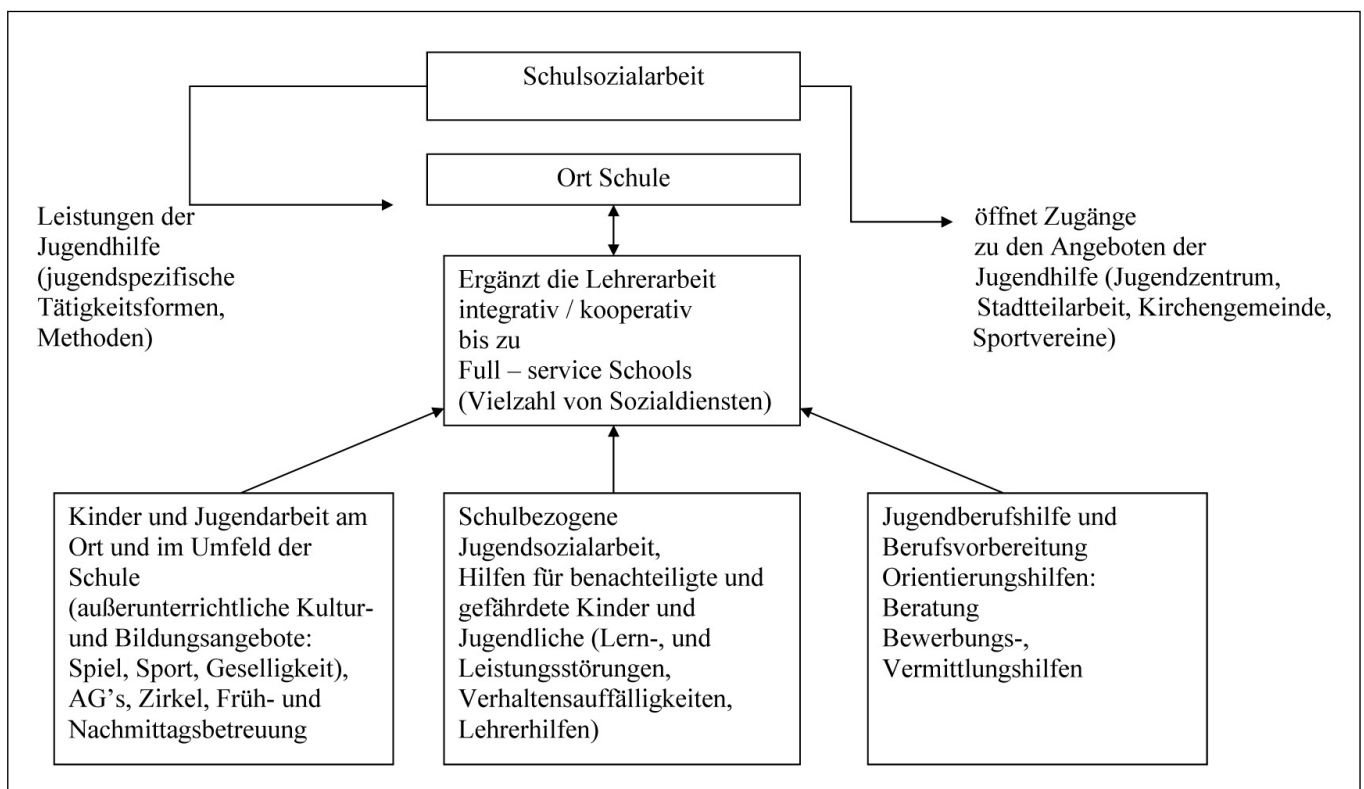 Schulsozialarbeit
Ort Schule
Leistungen der
Jugendhilfe
(jugendspezifische
Tätigkeitsformen,
Methoden)
öffnet Zugänge
zu den Angeboten der
Jugendhilfe (Jugendzentrum,
Stadtteilarbeit, Kirchengemeinde,
Sportvereine)
Ergänzt die Lehrerarbeit
integrativ / kooperativ
bis zu
Full – service Schools
(Vielzahl von Sozialdiensten)
Kinder und Jugendarbeit am
Ort und im Umfeld der
Schule
(außerunterrichtliche Kultur-
und Bildungsangebote:
Spiel, Sport, Geselligkeit),
AG’s, Zirkel, Früh- und
Nachmittagsbetreuung
Schulbezogene
Jugendsozialarbeit,
Hilfen für benachteiligte und
gefährdete Kinder und
Jugendliche (Lern-, und
Leistungsstörungen,
Verhaltensauffälligkeiten,
Lehrerhilfen)
Jugendberufshilfe und
Berufsvorbereitung
Orientierungshilfen:
Beratung
Bewerbungs-,
Vermittlungshilfen